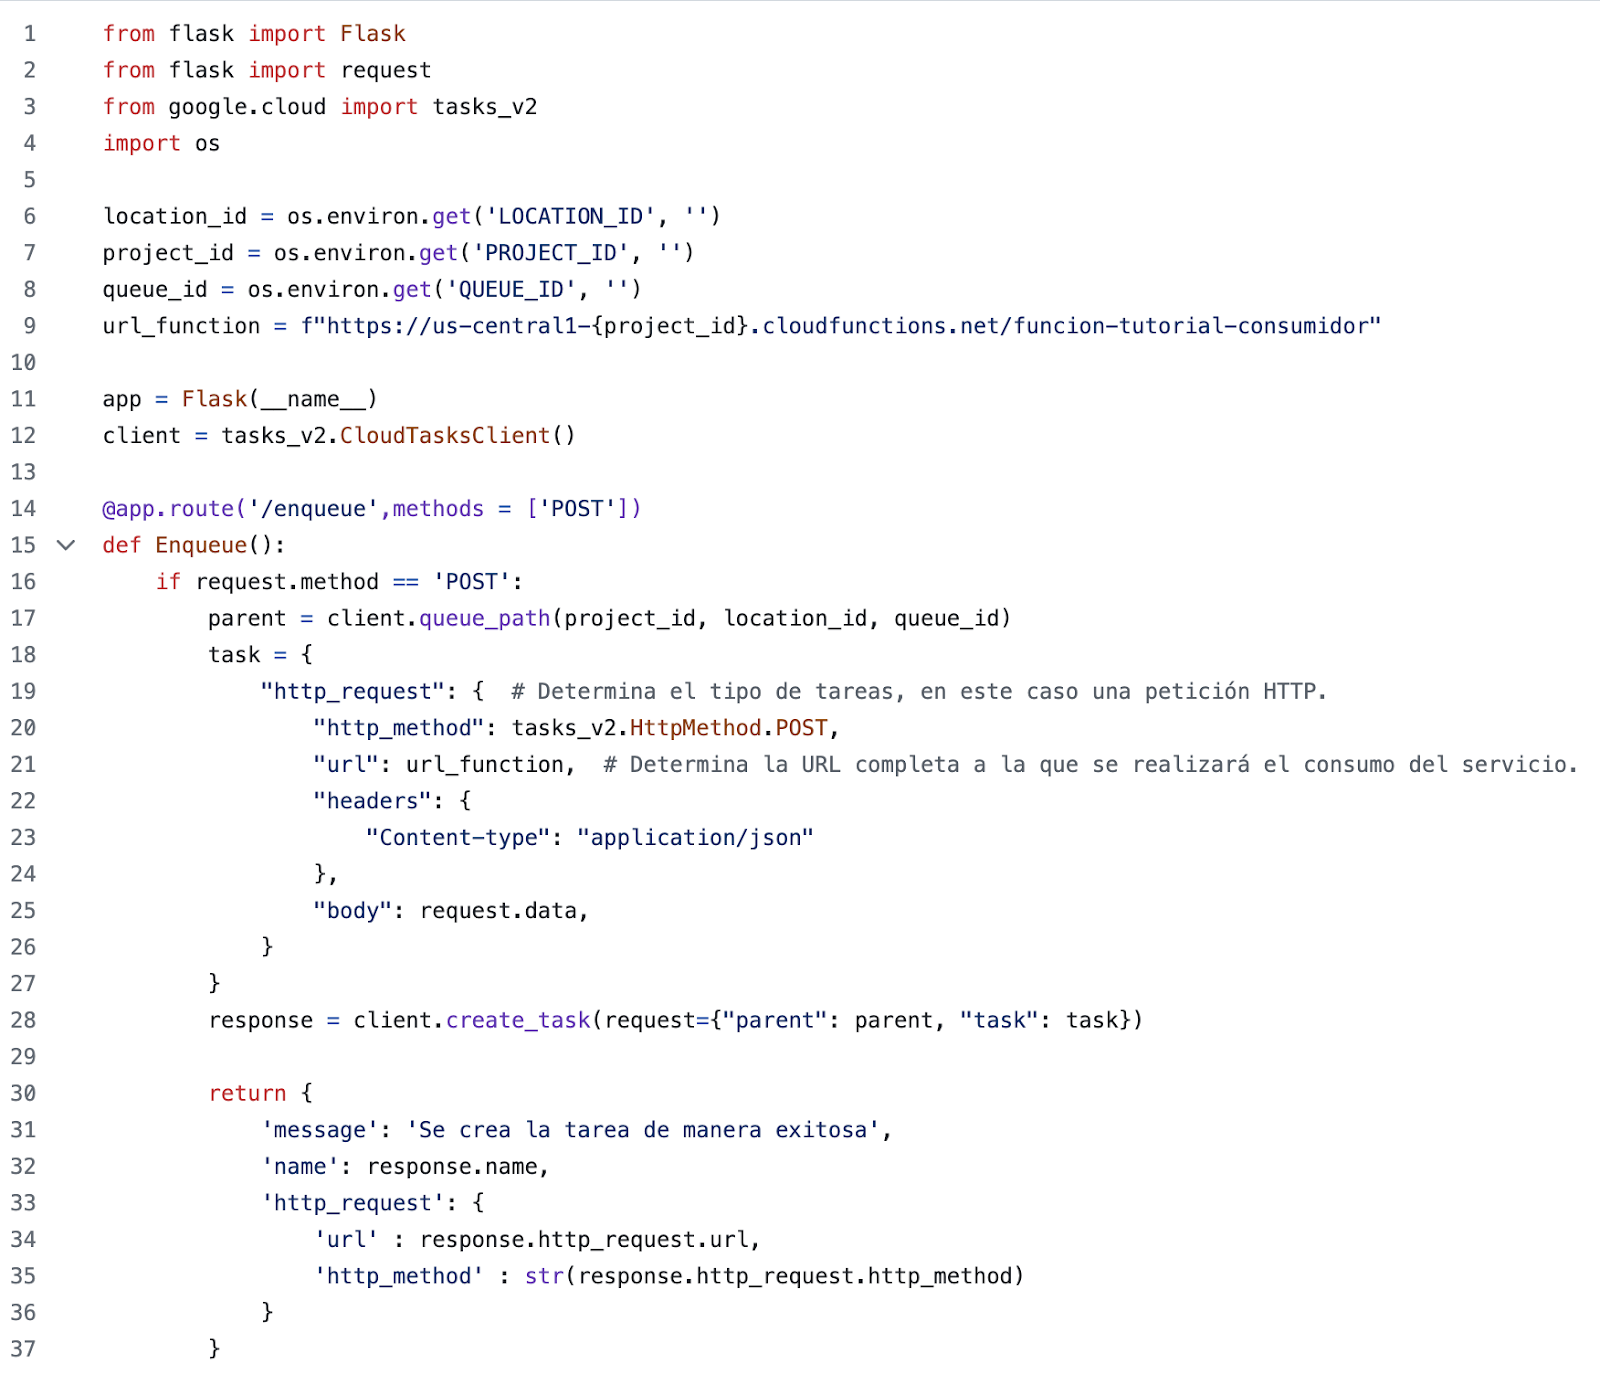 1 from flask import Flask
2 from flask import request
3 from google.cloud import tasks_v2
4 import os
5
6 location_id = os.environ.get('LOCATION_ID', '')
7 project_id = os.environ.get('PROJECT_ID', '')
8 queue_id = os.environ.get('QUEUE_ID', '')
9 url_function = f"https://us-central1-{project_id}.cloudfunctions.net/funcion-tutorial-consumidor"
10
11 app = Flask(__name__)
12 client = tasks_v2.CloudTasksClient()
13
14 @app.route('/enqueue',methods = ['POST'])
15 def Enqueue():
16     if request.method == 'POST':
17         parent = client.queue_path(project_id, location_id, queue_id)
18         task = {
19             "http_request": {  # Determina el tipo de tareas, en este caso una petición HTTP.
20                 "http_method": tasks_v2.HttpMethod.POST,
21                 "url": url_function,  # Determina la URL completa a la que se realizará el consumo del servicio.
22                 "headers": {
23                     "Content-type": "application/json"
24                 },
25                 "body": request.data,
26             }
27         }
28         response = client.create_task(request={"parent": parent, "task": task})
29
30         return {
31             'message': 'Se crea la tarea de manera exitosa',
32             'name': response.name,
33             'http_request': {
34                 'url' : response.http_request.url,
35                 'http_method' : str(response.http_request.http_method)
36             }
37         }